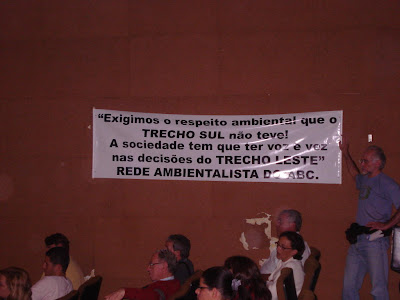 "Exigimos o respeito ambiental que o
TRECHO SUL não teve!
A sociedade tem que ter voz e vez
nas decisões do TRECHO LESTE"
REDE AMBIENTALISTA DO ABC.